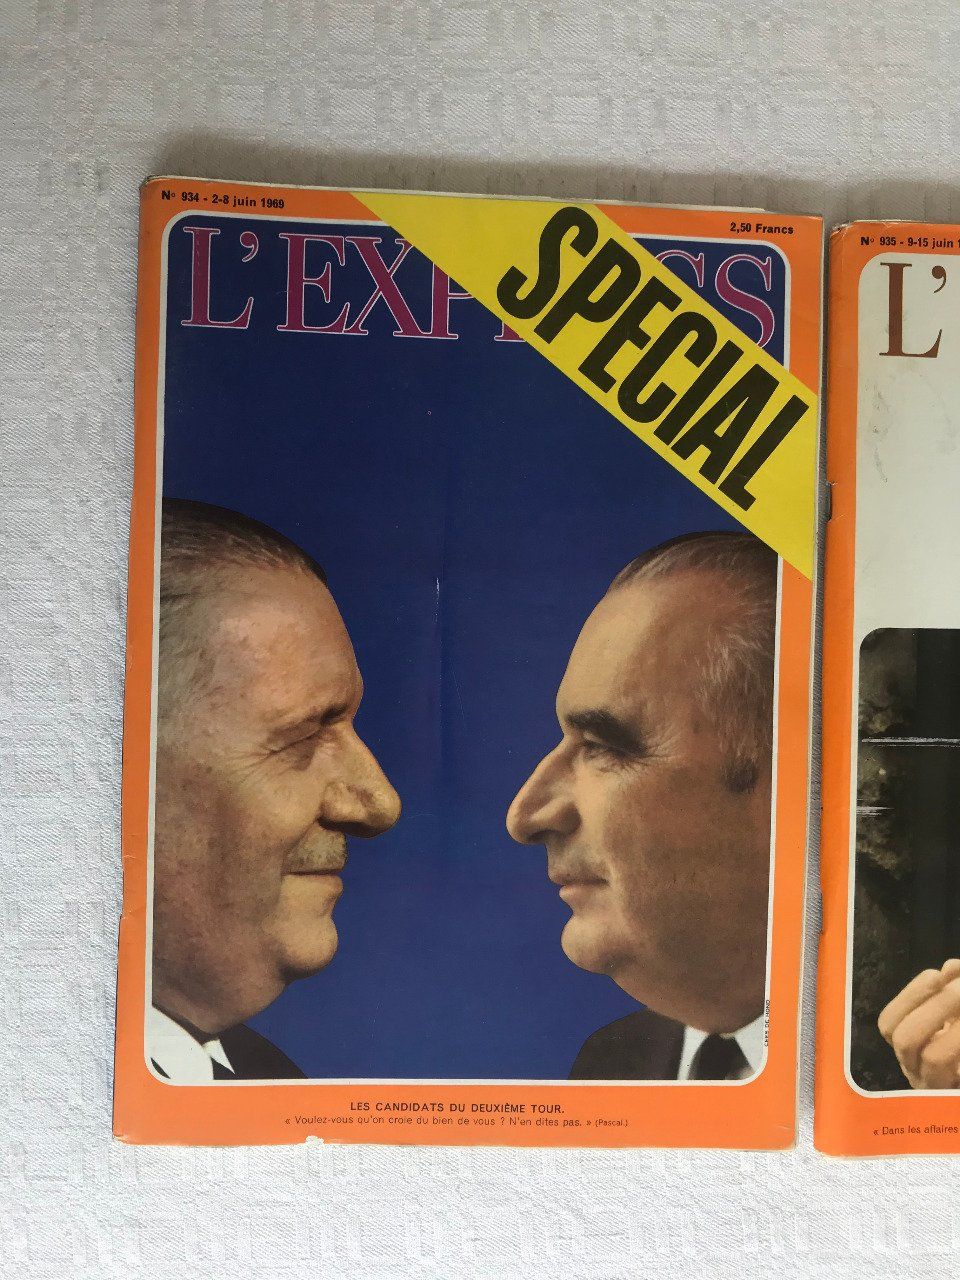 N° 934 - 2-8 juin 1969
2,50 Francs
L'EXPRESS
SPECIAL
LES CANDIDATS DU DEUXIÈME TOUR.
« Voulez-vous qu'on croie du bien de vous ? N'en dites pas. » (Pascal.)
N° 935 - 9-15 juin 1
L'
« Dans les affaires